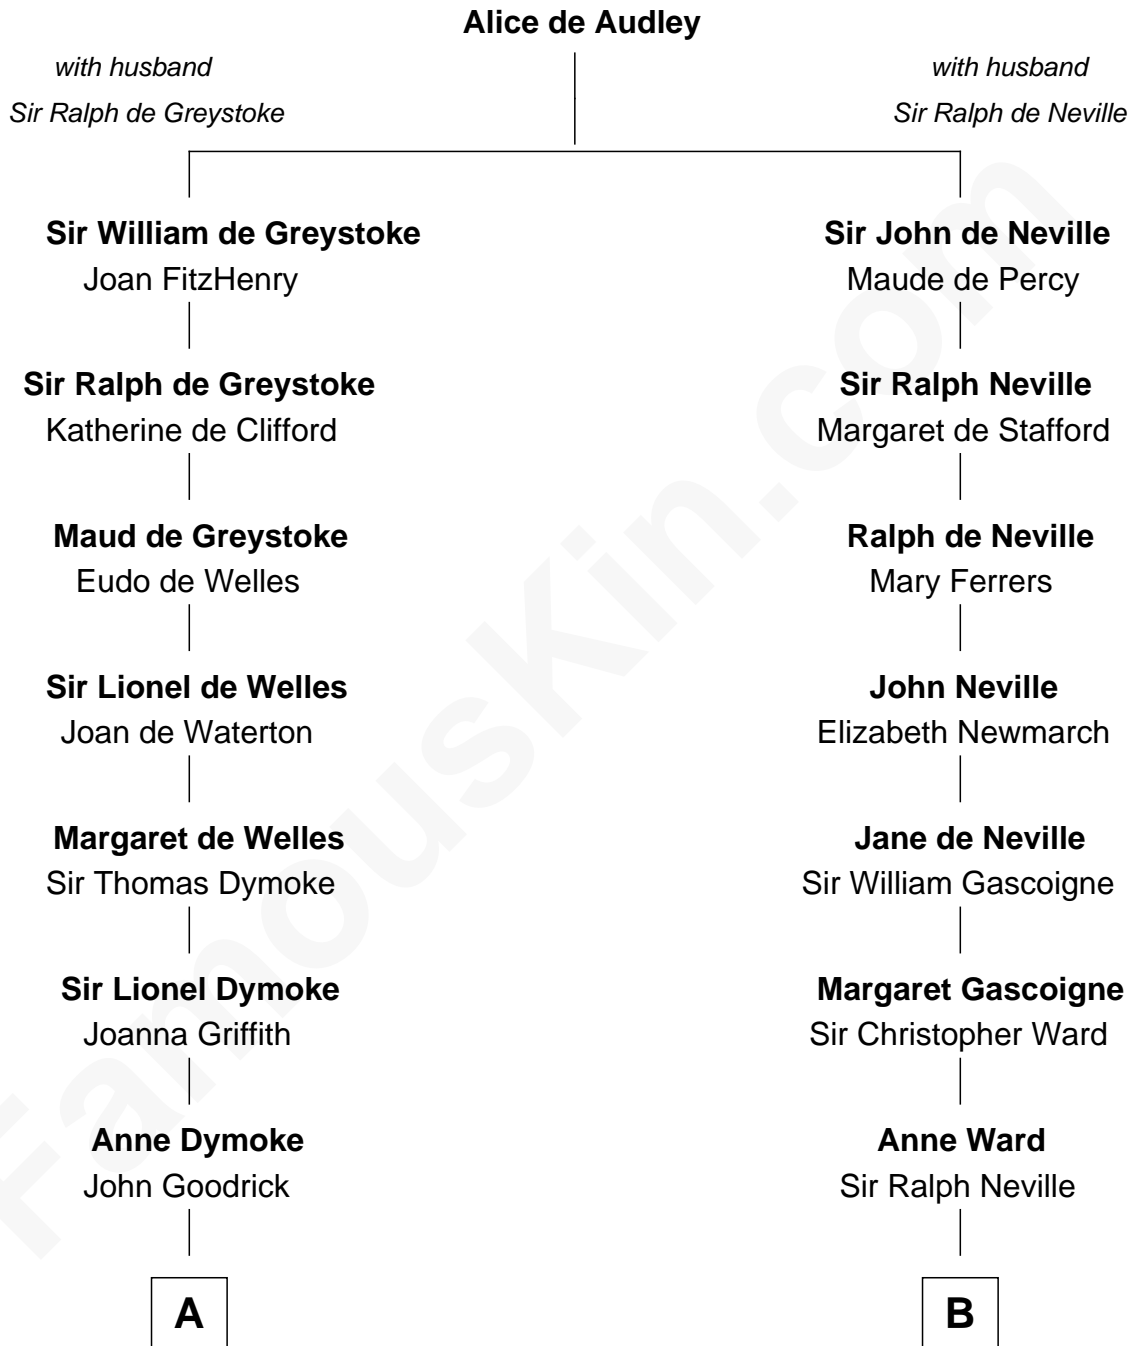 Alice de Audley
with husband
Sir Ralph de Greystoke
with husband
Sir Ralph de Neville
Sir William de Greystoke
Joan FitzHenry
Sir John de Neville
Maude de Percy
Sir Ralph de Greystoke
Katherine de Clifford
Sir Ralph Neville
Margaret de Stafford
Maud de Greystoke
Eudo de Welles
Ralph de Neville
Mary Ferrers
Sir Lionel de Welles
Joan de Waterton
John Neville
Elizabeth Newmarch
Margaret de Welles
Sir Thomas Dymoke
Jane de Neville
Sir William Gascoigne
Sir Lionel Dymoke
Joanna Griffith
Margaret Gascoigne
Sir Christopher Ward
Anne Dymoke
John Goodrick
Anne Ward
Sir Ralph Neville
A
B
FamousKin.com